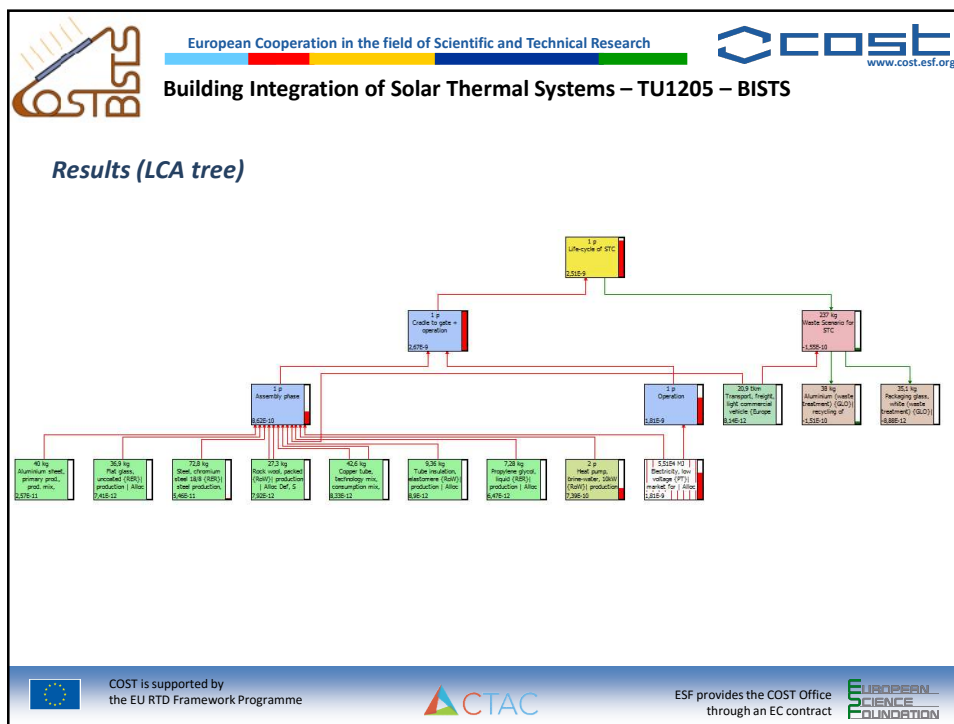 COST
BISTS
European Cooperation in the field of Scientific and Technical Research
cost
www.cost.esf.org
Building Integration of Solar Thermal Systems – TU1205 – BISTS
Results (LCA tree)
1 p
Life-cycle of STC
2,51E-9
1 p
Cradle to gate +
operation
2,67E-9
237 kg
Waste Scenario for
STC
-1,55E-10
1 p
Assembly phase
8,62E-10
1 p
Operation
1,81E-9
20,9 tkm
Transport, freight,
light commercial
vehicle {Europe
8,14E-12
38 kg
Aluminium (waste
treatment) {GLO}|
recycling of
-1,51E-10
35,1 kg
Packaging glass,
white (waste
treatment) {GLO}|
-8,88E-12
40 kg
Aluminium sheet,
primary prod.,
prod. mix,
2,57E-11
36,9 kg
Flat glass,
uncoated {RER}|
production | Alloc
7,41E-12
72,8 kg
Steel, chromium
steel 18/8 {RER}|
steel production,
5,46E-11
27,3 kg
Rock wool, packed
{RoW}| production
| Alloc Def, S
7,92E-12
42,6 kg
Copper tube,
technology mix,
consumption mix,
8,33E-12
9,36 kg
Tube insulation,
elastomere {RoW}|
production | Alloc
8,9E-12
7,28 kg
Propylene glycol,
liquid {RER}|
production | Alloc
6,47E-12
2 p
Heat pump,
brine-water, 10kW
{RoW}| production
7,39E-10
5,51E4 MJ
Electricity, low
voltage {PT}|
market for | Alloc
1,81E-9
COST is supported by
the EU RTD Framework Programme
ACTAC
ESF provides the COST Office
through an EC contract
EUROPEAN
SCIENCE
FOUNDATION